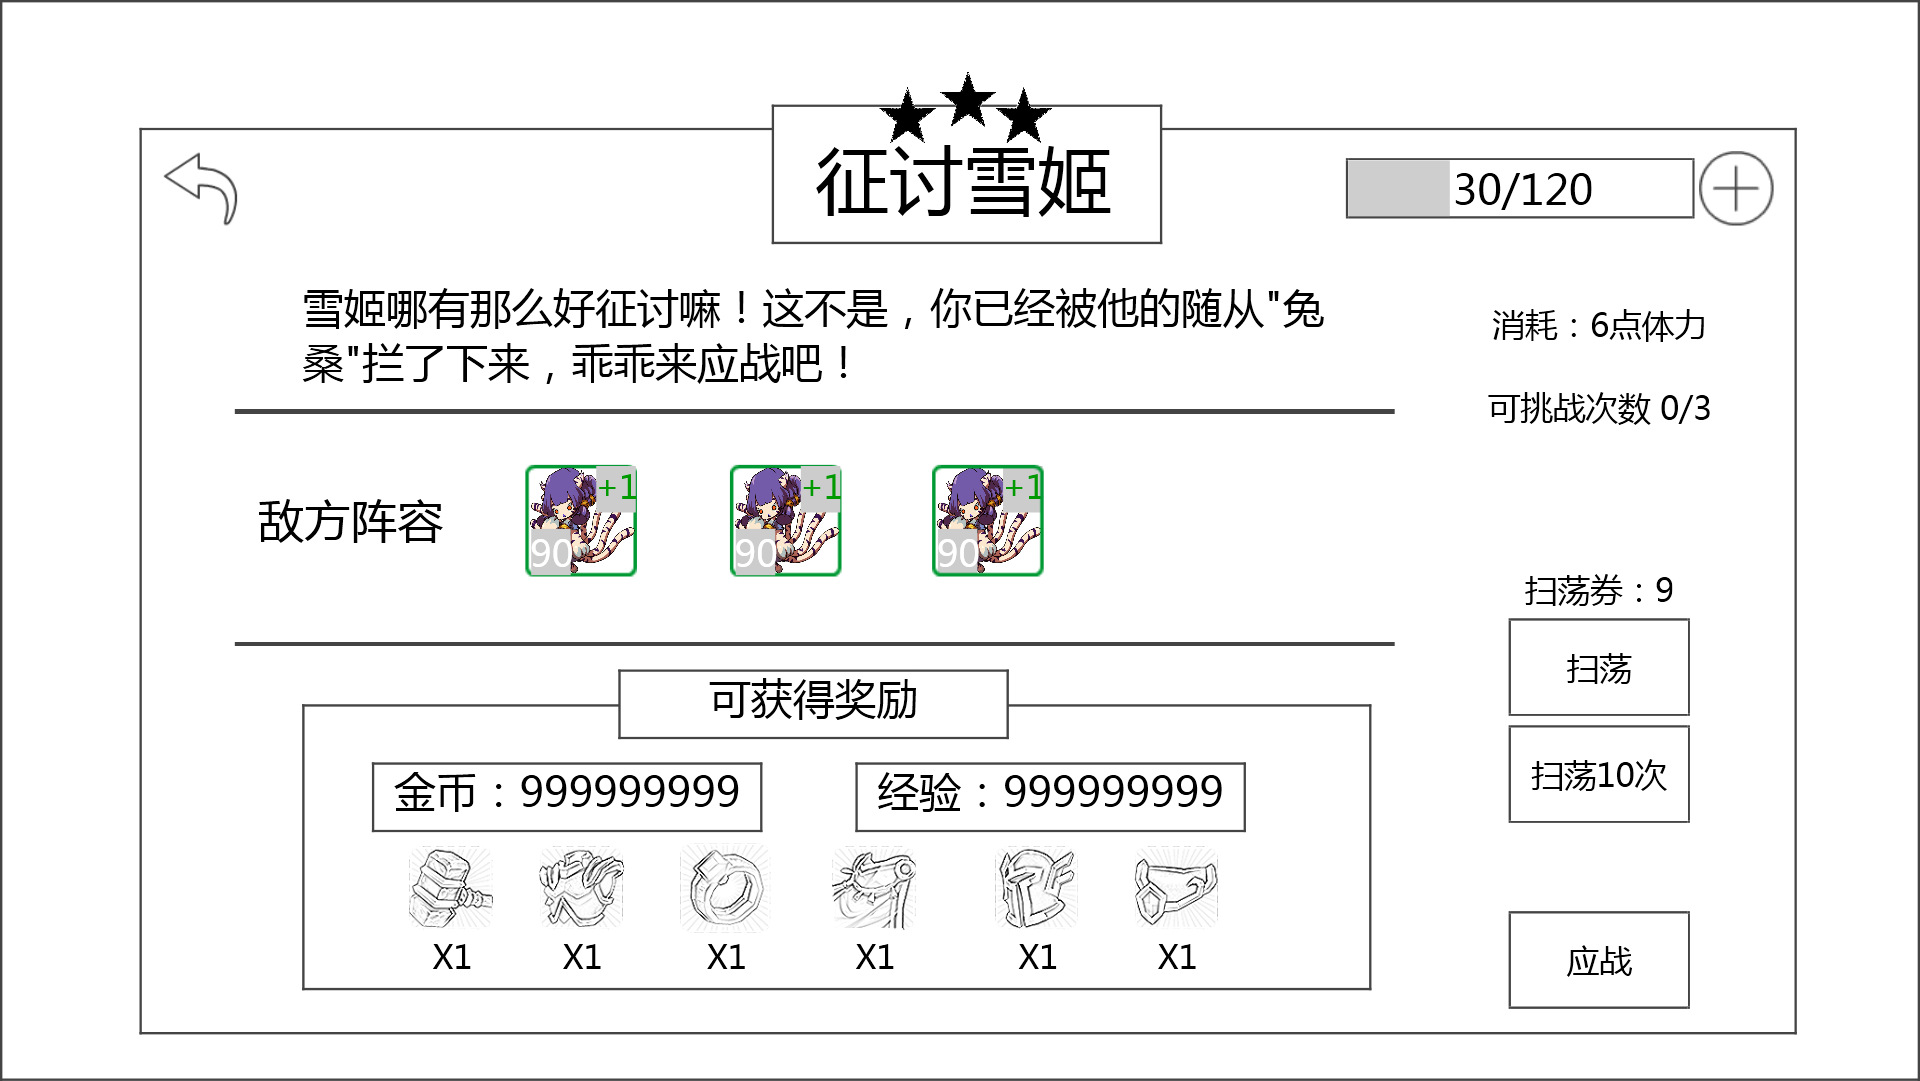 征讨雪姬
30/120
雪姬哪有那么好征讨嘛！这不是，你已经被他的随从"兔
桑"拦了下来，乖乖来应战吧！
消耗：6点体力
可挑战次数 0/3
敌方阵容
+1
90
+1
90
+1
90
扫荡券：9
扫荡
扫荡10次
可获得奖励
金币：999999999
经验：999999999
X1
X1
X1
X1
X1
X1
应战